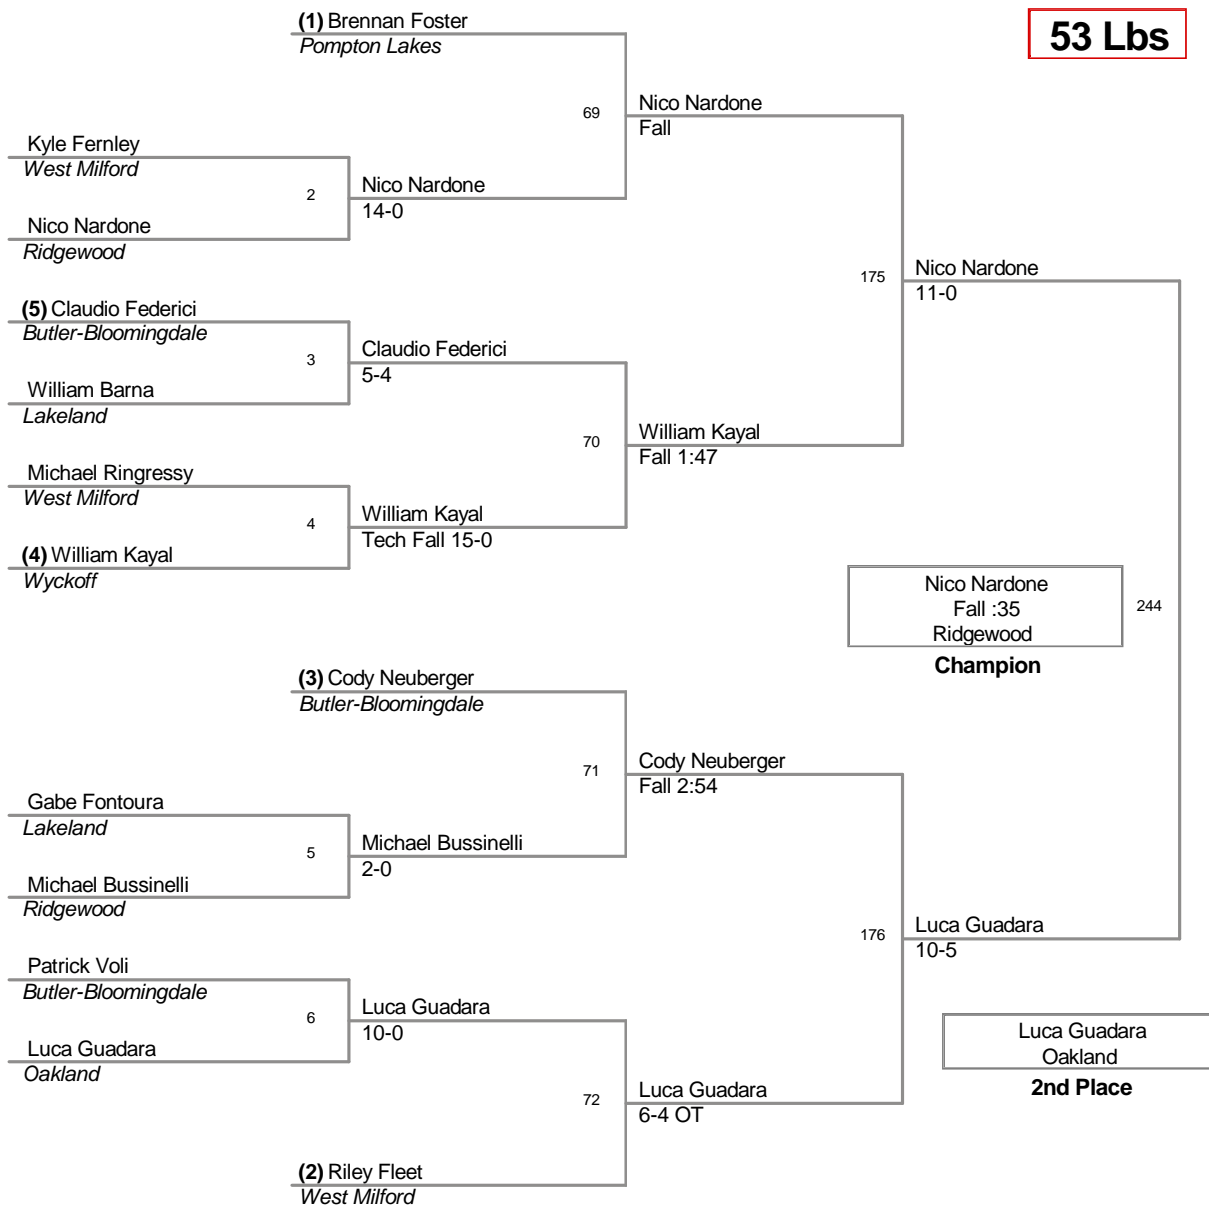 (1) Brennan Foster
Pompton Lakes
53 Lbs
69
Nico Nardone
Fall
Kyle Fernley
West Milford
2
Nico Nardone
14-0
Nico Nardone
Ridgewood
175
Nico Nardone
11-0
(5) Claudio Federici
Butler-Bloomingdale
3
Claudio Federici
5-4
William Barna
Lakeland
70
William Kayal
Fall 1:47
Michael Ringressy
West Milford
4
William Kayal
Tech Fall 15-0
(4) William Kayal
Wyckoff
Nico Nardone
Fall :35
Ridgewood
244
Champion
(3) Cody Neuberger
Butler-Bloomingdale
71
Cody Neuberger
Fall 2:54
Gabe Fontoura
Lakeland
5
Michael Bussinelli
2-0
Michael Bussinelli
Ridgewood
176
Luca Guadara
10-5
Patrick Voli
Butler-Bloomingdale
6
Luca Guadara
10-0
Luca Guadara
Oakland
Luca Guadara
Oakland
2nd Place
72
Luca Guadara
6-4 OT
(2) Riley Fleet
West Milford